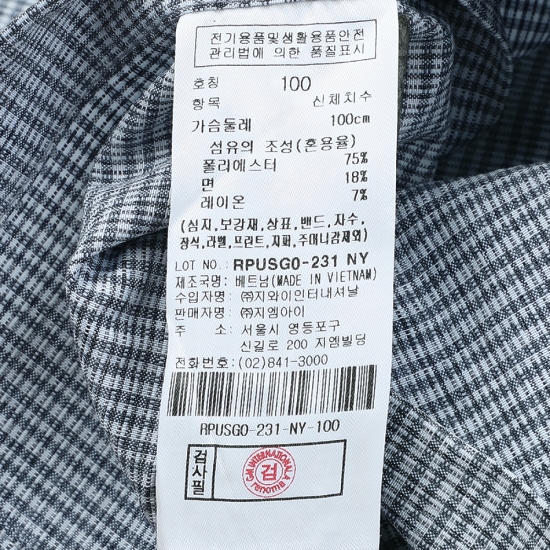 전기용품및생활용품안전
관리법에 의한 품질표시
호칭 100
항목 신체치수
가슴둘레 100cm
섬유의 조성(혼용율)
폴리에스터 75%
면 18%
레이온 7%
(심지,보강재,상표,밴드,자수,
장식,라벨,프린트,지퍼,주머니감제외)
LOT NO.: RPUSG0-231 NY
제조국명: 베트남(MADE IN VIETNAM)
수입자명: ㈜지와이인터내셔날
판매자명: ㈜지엠아이
주 소: 서울시 영등포구
신길로 200 지엠빌딩
전화번호: (02)841-3000
RPUSG0-231-NY-100
검사필
GM INTERNATIONAL
검
renoma